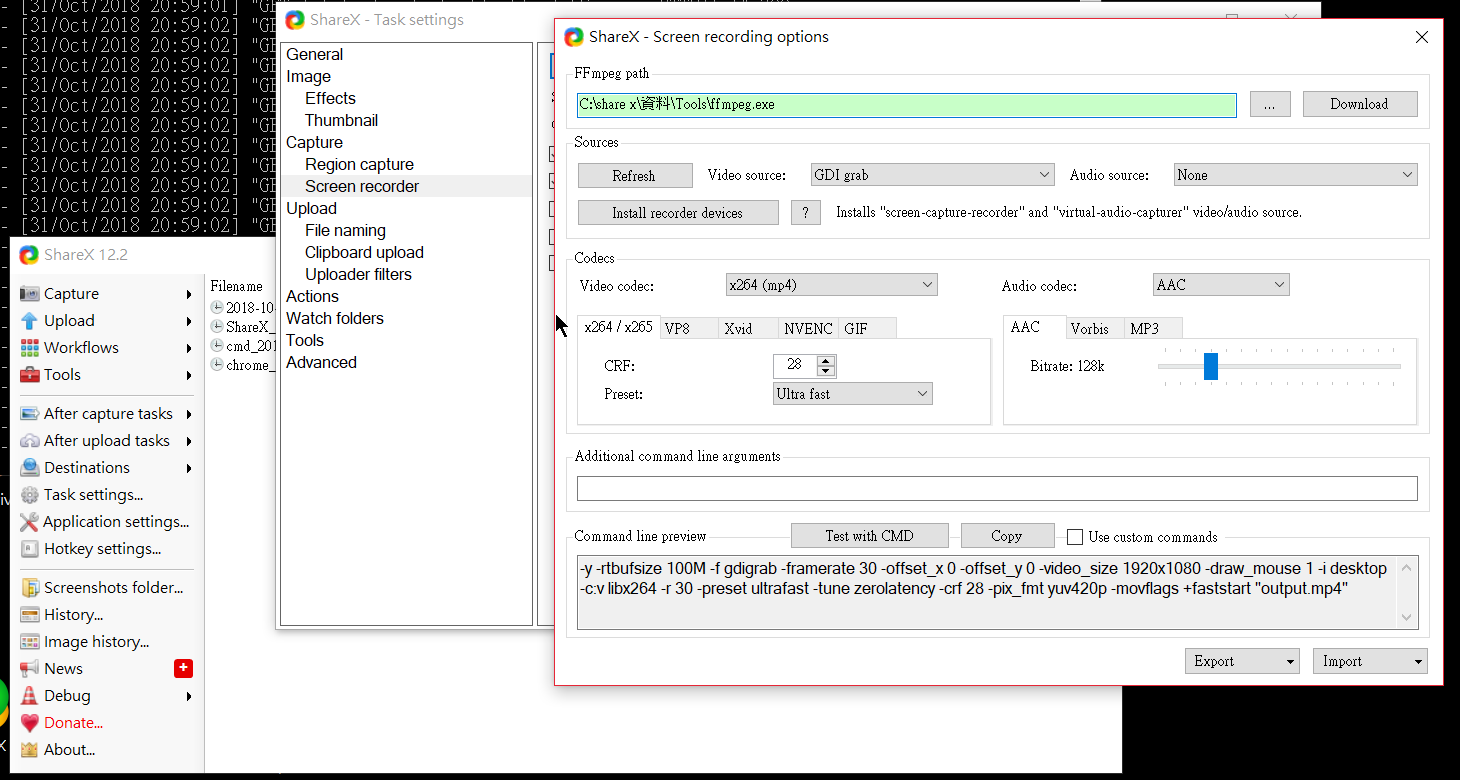 - [31/Oct/2018 20:59:01] "GE
- [31/Oct/2018 20:59:02] "GE
- [31/Oct/2018 20:59:02] "GE
- [31/Oct/2018 20:59:02] "GE
- [31/Oct/2018 20:59:02] "GE
- [31/Oct/2018 20:59:02] "GE
- [31/Oct/2018 20:59:02] "GE
- [31/Oct/2018 20:59:02] "GE
- [31/Oct/2018 20:59:02] "GE
- [31/Oct/2018 20:59:02] "GE
- [31/Oct/2018 20:59:02] "GE
- [31/Oct/2018 20:59:02] "GE
ShareX 12.2
Capture
Upload
Workflows
Tools
After capture tasks
After upload tasks
Destinations
Task settings...
Application settings...
Hotkey settings...
Screenshots folder...
History...
Image history...
News
+
Debug
Donate...
About...
Filename
2018-10
ShareX_
cmd_201
chrome_
ShareX - Task settings
General
Image
Effects
Thumbnail
Capture
Region capture
Screen recorder
Upload
File naming
Clipboard upload
Uploader filters
Actions
Watch folders
Tools
Advanced
ShareX - Screen recording options
FFmpeg path
C:\share x\資料\Tools\ffmpeg.exe
...
Download
Sources
Refresh
Video source:
GDI grab
Audio source:
None
Install recorder devices
?
Installs "screen-capture-recorder" and "virtual-audio-capturer" video/audio source.
Codecs
Video codec:
x264 (mp4)
Audio codec:
AAC
x264 / x265
VP8
Xvid
NVENC
GIF
CRF:
28
Preset:
Ultra fast
AAC
Vorbis
MP3
Bitrate: 128k
Additional command line arguments
Command line preview
Test with CMD
Copy
Use custom commands
-y -rtbufsize 100M -f gdigrab -framerate 30 -offset_x 0 -offset_y 0 -video_size 1920x1080 -draw_mouse 1 -i desktop
-c:v libx264 -r 30 -preset ultrafast -tune zerolatency -crf 28 -pix_fmt yuv420p -movflags +faststart "output.mp4"
Export
Import